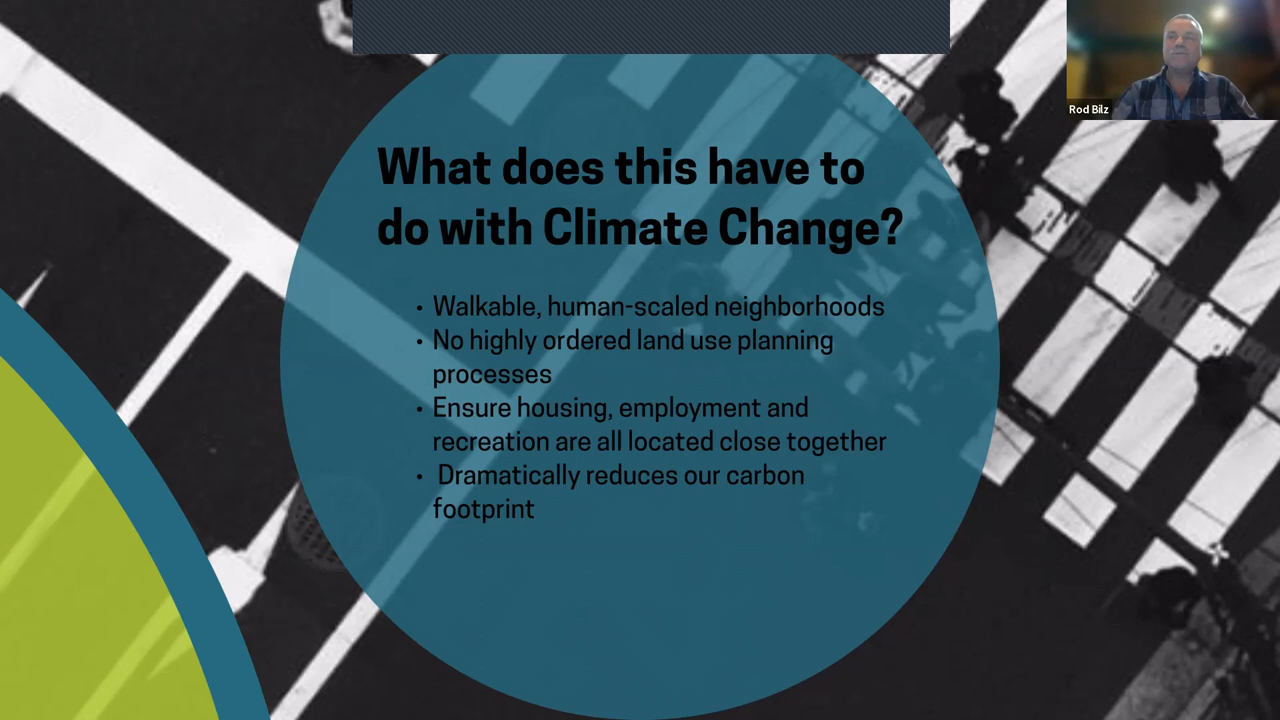 Rod Bilz
What does this have to
do with Climate Change?
• Walkable, human-scaled neighborhoods
• No highly ordered land use planning
processes
• Ensure housing, employment and
recreation are all located close together
• Dramatically reduces our carbon
footprint